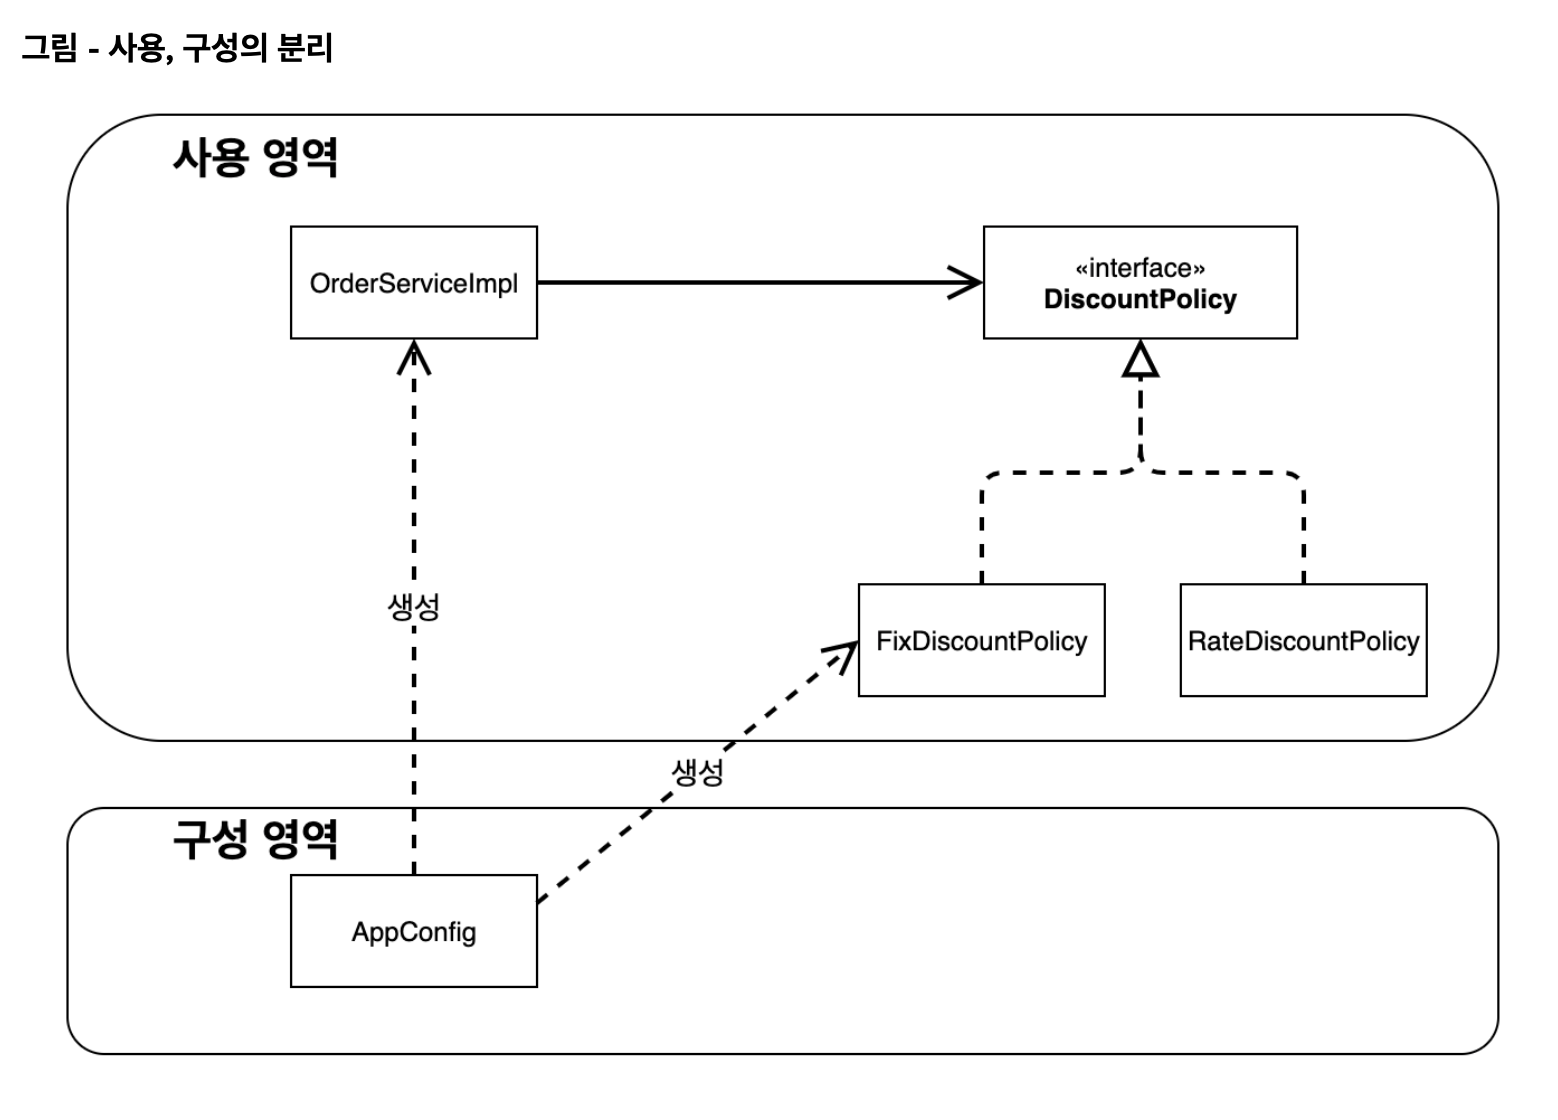 그림 - 사용, 구성의 분리
사용 영역
OrderServiceImpl
«interface»
DiscountPolicy
생성
FixDiscountPolicy
RateDiscountPolicy
생성
구성 영역
AppConfig